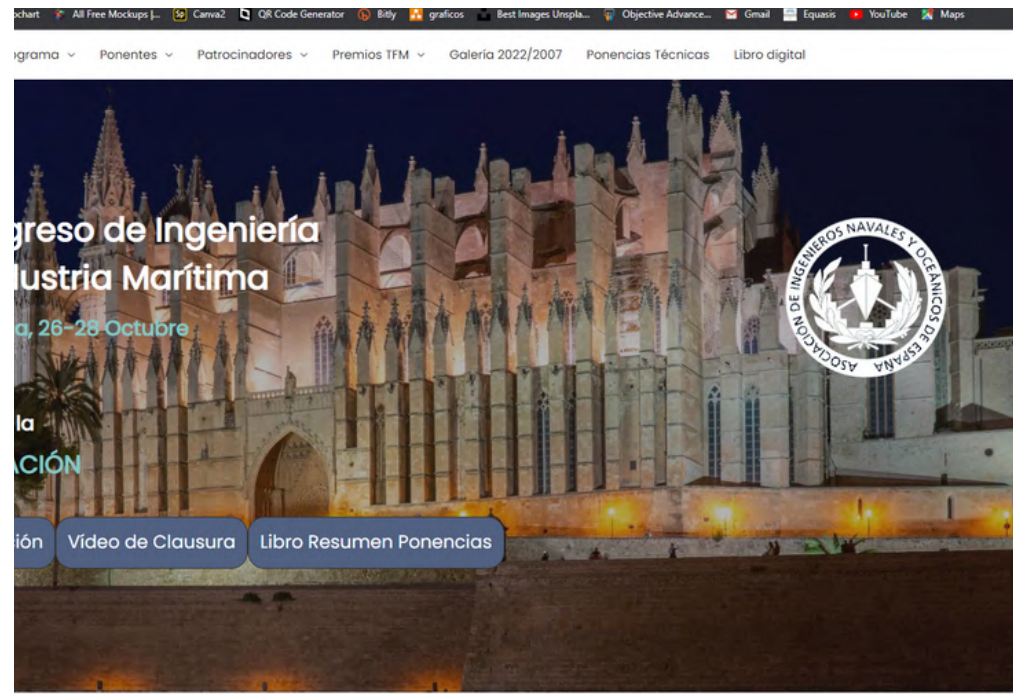 All Free Mockups |... Canva2 QR Code Generator Bitly graficos Best Images Unspla... Objective Advance... Gmail Equasis YouTube Maps
ograma Ponentes Patrocinadores Premios TFM Galería 2022/2007 Ponencias Técnicas Libro digital
greso de Ingeniería
dustria Marítima
a, 26-28 Octubre
la
ACIÓN
ión Vídeo de Clausura Libro Resumen Ponencias
ASOCIACIÓN DE INGENIEROS NAVALES Y OCEÁNICOS DE ESPAÑA